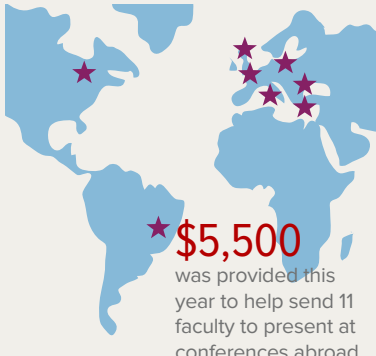 $5,500
was provided this
year to help send 11
faculty to present at
conferences abroad